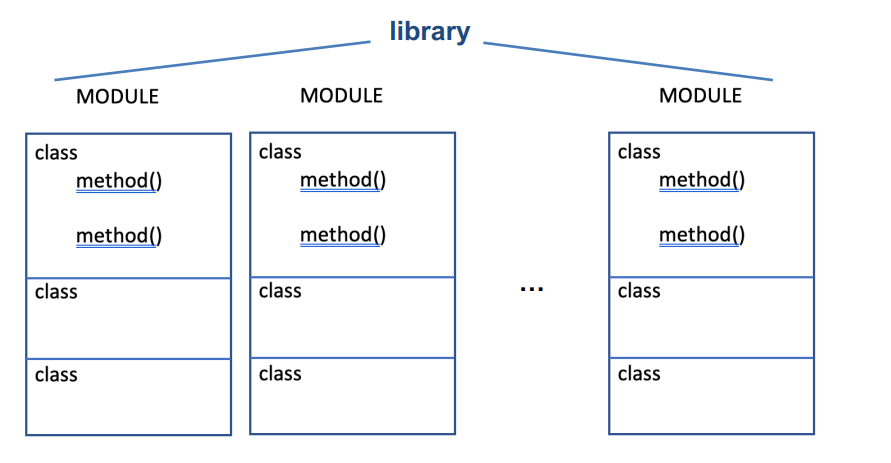 library
MODULE MODULE MODULE
class class class
method() method() method()
method() method() method()
class class ... class
class class class